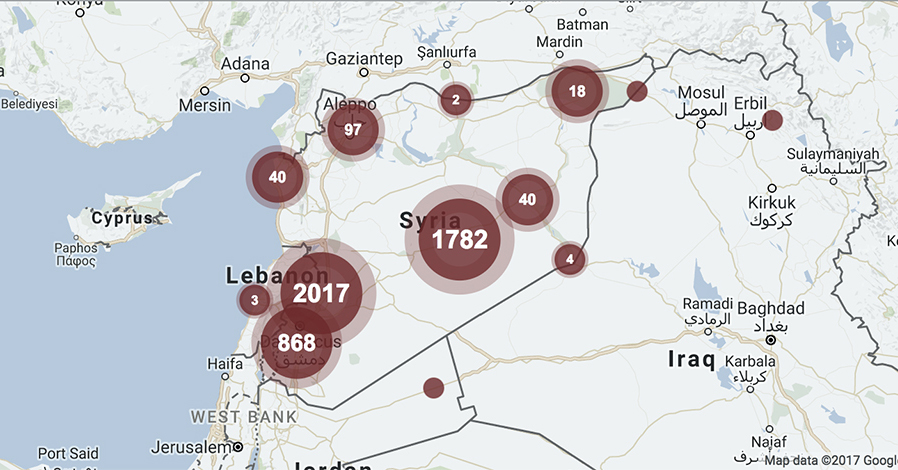 Batman
Mardin
Gaziantep
Şanlıurfa
Adana
Belediyesi
Mersin
2
18
Mosul
الموصل
Erbil
أربيل
Aleppo
97
Sulaymaniyah
السليمانية
40
40
Kirkuk
كركوك
Cyprus
Syria
Paphos
Πάφος
1782
4
Lebanon
3
2017
Ramadi
الرمادي
Baghdad
بغداد
868
دمشق
Haifa
Iraq
Karbala
كربلاء
WEST BANK
Port Said
Jerusalem
Najaf
Jordan
Map data ©2017 Google